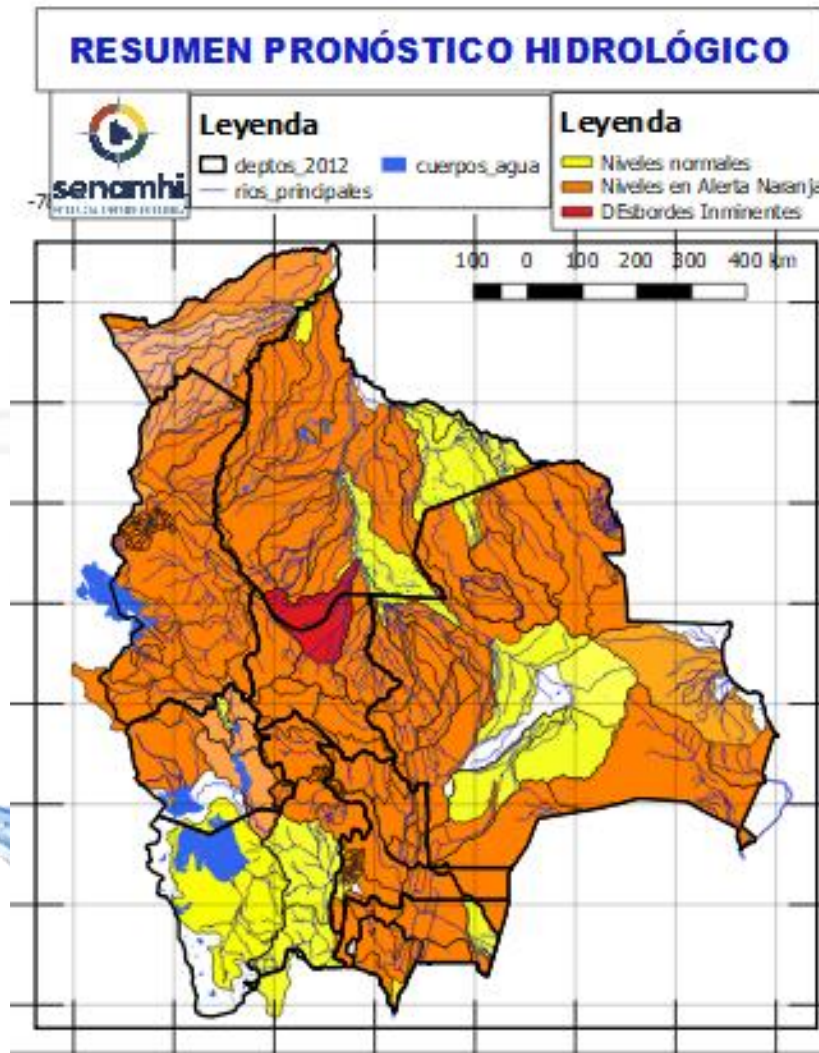 RESUMEN PRONÓSTICO HIDROLÓGICO
senamhi
Leyenda
deptos_2012
cuerpos_agua
rios_principales
Leyenda
Niveles normales
Niveles en Alerta Naranja
DEsbordes Inminentes
100 0 100 200 300 400 km